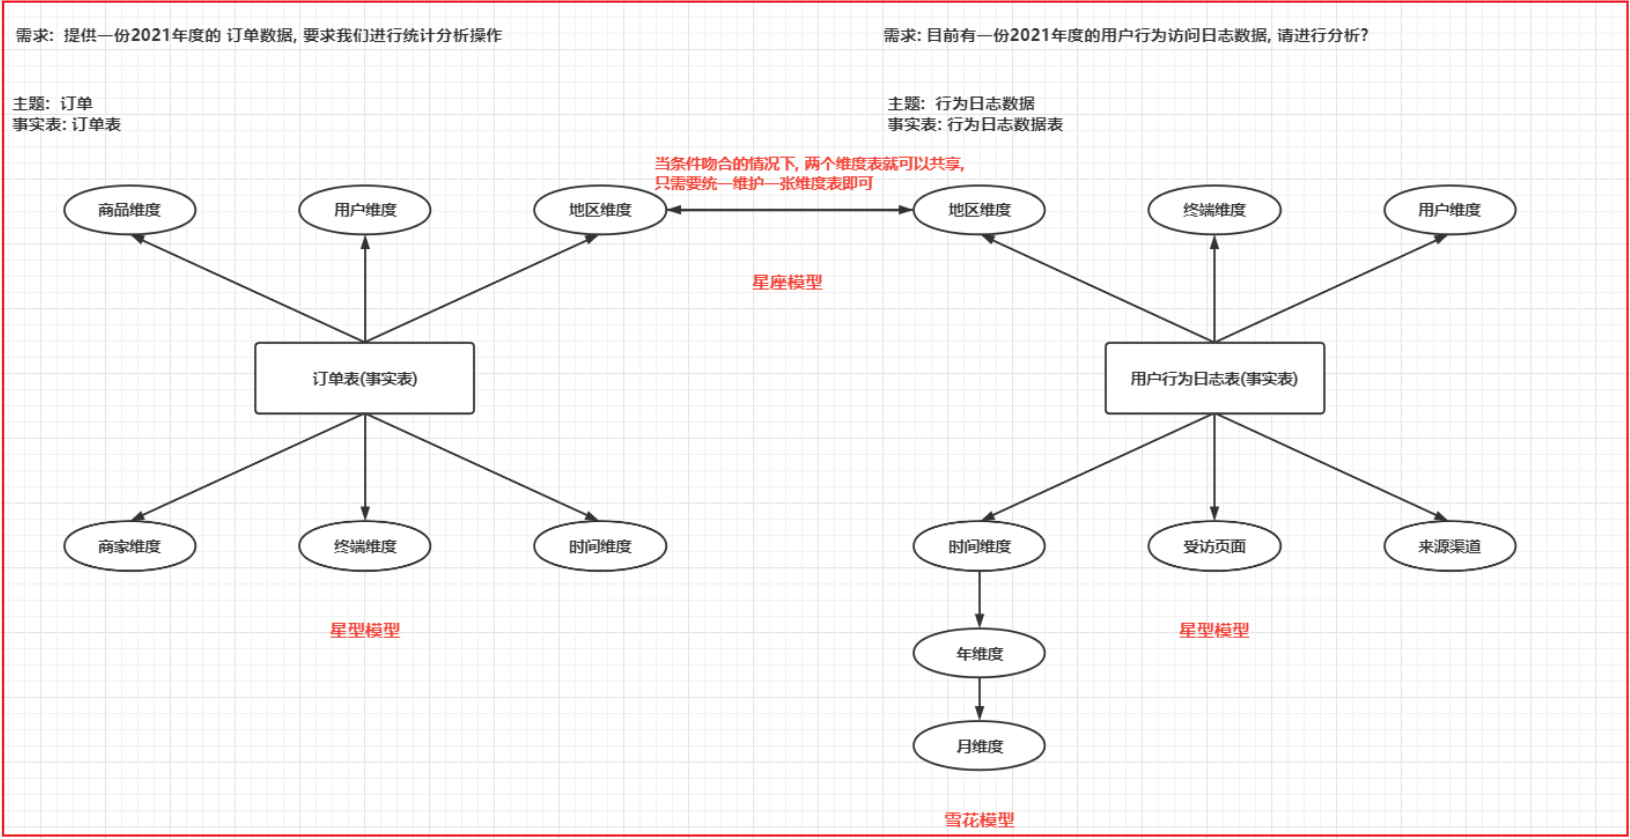 需求: 提供一份2021年度的 订单数据, 要求我们进行统计分析操作
主题: 订单
事实表: 订单表
需求: 目前有一份2021年度的用户行为访问日志数据, 请进行分析?
主题: 行为日志数据
事实表: 行为日志数据表
当条件吻合的情况下, 两个维度表就可以共享,
只需要统一维护一张维度表即可
商品维度
用户维度
地区维度
地区维度
终端维度
用户维度
星座模型
订单表(事实表)
用户行为日志表(事实表)
商家维度
终端维度
时间维度
时间维度
受访页面
来源渠道
星型模型
星型模型
年维度
月维度
雪花模型